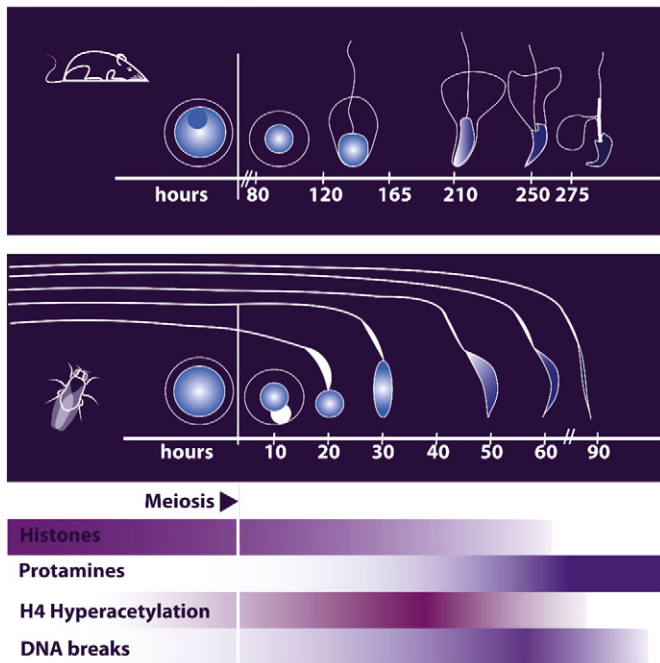 hours 80 120 165 210 250 275
hours 10 20 30 40 50 60 90
Meiosis
Histones
Protamines
H4 Hyperacetylation
DNA breaks